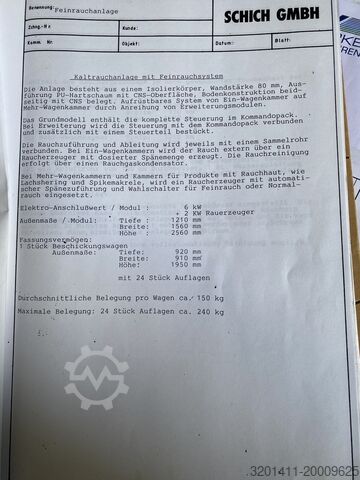 Benennung: Feinrauchanlage
SCHICH GMBH
Zchng.-Nr. Kunde:
Komm. Nr. Objekt: Datum: Blatt:
Kaltrauchanlage mit Feinrauchsystem
Die Anlage besteht aus einem Isolierkörper, Wandstärke 80 mm, Aus-
führung PU-Hartschaum mit CNS-Oberfläche, Bodenkonstruktion beid-
seitig mit CNS belegt. Aufrüstbares System von Ein-Wagenkammer auf
Mehr-Wagenkammer durch Anreihung von Erweiterungsmodulen.
Das Grundmodell enthält die komplette Steuerung im Kommandopack.
Bei Erweiterung wird die Steuerung mit dem Kommandopack verbunden
und zusätzlich mit einem Steuerteil bestückt.
Die Rauchzuführung und Ableitung wird jeweils mit einem Sammelrohr
verbunden. Bei Ein-Wagenkammern wird der Rauch extern über ein
Raucherzeuger mit dosierter Spänemenge erzeugt. Die Rauchreinigung
erfolgt über einen Rauchgaskondensator.
Bei Mehr-Wagenkammern und Kammern für Produkte mit Rauchhaut, wie
Lachshering und Spikemakrele, wird ein Raucherzeuger mit automati-
scher Spänezuführung und Wahlschalter für Feinrauch oder Normal-
rauch eingesetzt.
Elektro-Anschlußwert / Modul : 6 kW
+ 2 KW Rauerzeuger
Außenmaße / Modul: Tiefe : 1210 mm
Breite: 1560 mm
Höhe : 2560 mm
Fassungsvermögen:
1 Stück Beschickungswagen
Außenmaße: Tiefe : 920 mm
Breite: 910 mm
Höhe: 1950 mm
mit 24 Stück Auflagen
Durchschnittliche Belegung pro Wagen ca. 150 kg
Maximale Belegung: 24 Stück Auflagen ca. 240 kg
3201411-20009625